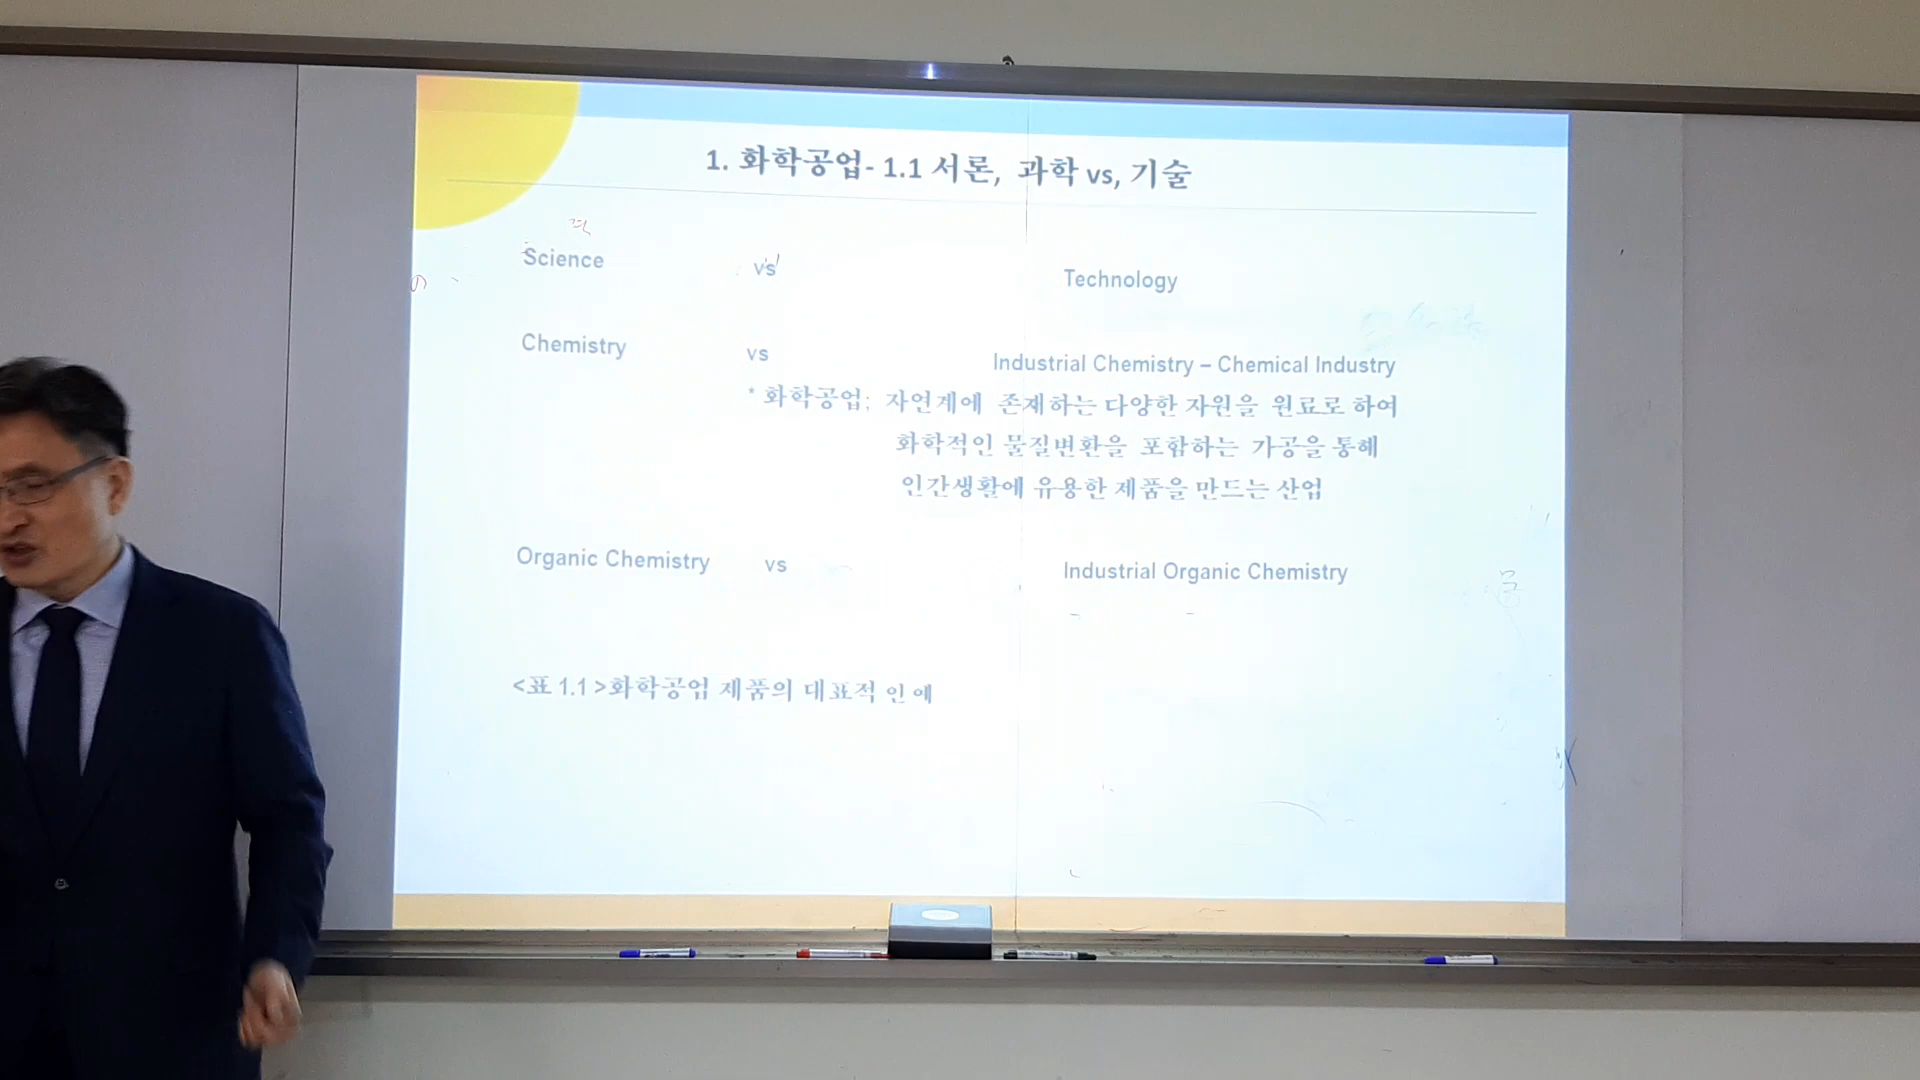 1. 화학공업- 1.1 서론, 과학 vs, 기술
Science vs Technology
Chemistry vs Industrial Chemistry – Chemical Industry
* 화학공업; 자연계에 존재하는 다양한 자원을 원료로 하여
화학적인 물질변환을 포함하는 가공을 통해
인간생활에 유용한 제품을 만드는 산업
Organic Chemistry vs Industrial Organic Chemistry
<표 1.1 >화학공업 제품의 대표적 인 예